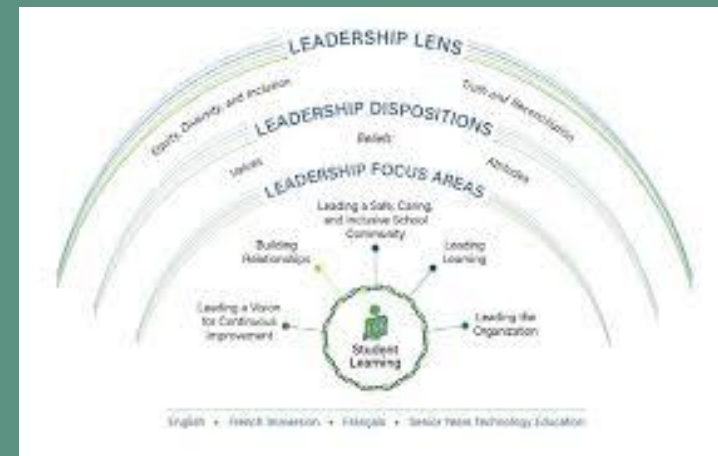 LEADERSHIP LENS
Equity, Diversity, and Inclusion
Truth and Reconciliation
LEADERSHIP DISPOSITIONS
Values
Beliefs
Attitudes
LEADERSHIP FOCUS AREAS
Leading a Safe, Caring,
and Inclusive School
Community
Building
Relationships
Leading
Learning
Leading a Vision
for Continuous
Improvement
Leading the
Organization
Student
Learning
English • French Immersion • Français • Senior Years Technology Education